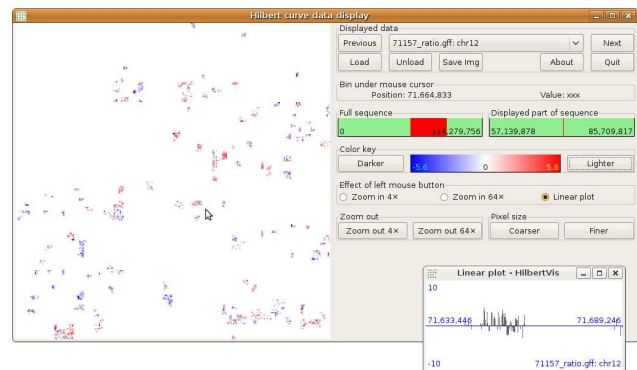 Hilbert curve data display
Displayed data
Previous 71157_ratio.gff: chr12 Next
Load Unload Save Img About Quit
Bin under mouse cursor
Position: 71,664,833 Value: xxx
Full sequence Displayed part of sequence
0 114,279,756 57,139,878 85,709,817
Color key
Darker -5.6 0 5.6 Lighter
Effect of left mouse button
Zoom in 4× Zoom in 64× Linear plot
Zoom out Pixel size
Zoom out 4× Zoom out 64× Coarser Finer
Linear plot - HilbertVis
10
71,633,446 71,689,246
-10 71157_ratio.gff: chr12